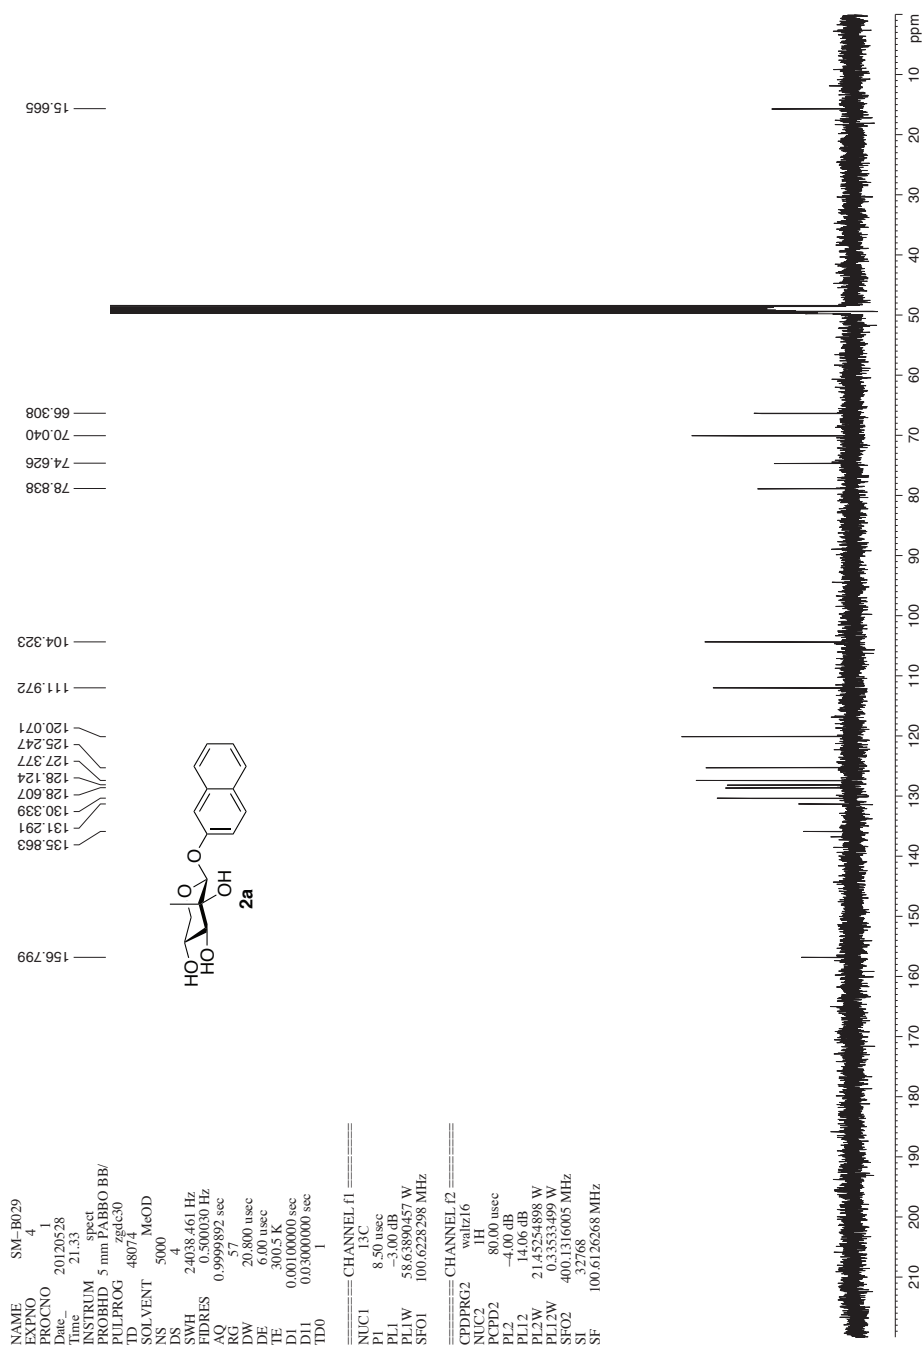 NAME SM-B029
EXPNO 4
PROCNO 1
Date_ 20120528
Time 21.33
INSTRUM spect
PROBHD 5 mm PABBO BB/
PULPROG zgdc30
TD 48074
SOLVENT MeOD
NS 5000
DS 4
SWH 24038.461 Hz
FIDRES 0.500030 Hz
AQ 0.9999892 sec
RG 57
DW 20.800 usec
DE 6.00 usec
TE 300.5 K
D1 0.00100000 sec
D11 0.03000000 sec
TD0 1
======== CHANNEL f1 ========
NUC1 13C
P1 8.50 usec
PL1 -3.00 dB
PL1W 58.63890457 W
SFO1 100.6228298 MHz
======== CHANNEL f2 ========
CPDPRG2 waltz16
NUC2 1H
PCPD2 80.00 usec
PL2 -4.00 dB
PL12 14.06 dB
PL2W 21.45254898 W
PL12W 0.33533499 W
SFO2 400.1316005 MHz
SI 32768
SF 100.6126268 MHz
156.799
135.863
131.291
130.339
128.607
128.124
127.377
125.247
120.071
111.972
104.323
78.838
74.626
70.040
66.308
15.665
HO
HO
O
OH
O
2a
210 200 190 180 170 160 150 140 130 120 110 100 90 80 70 60 50 40 30 20 10 ppm